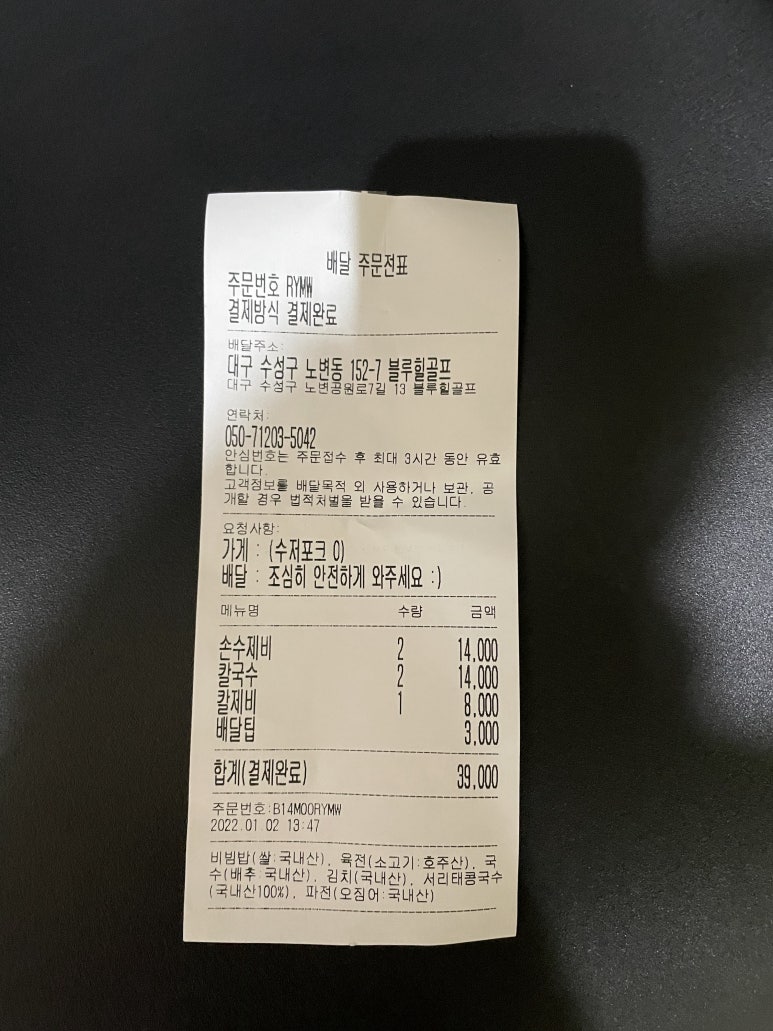 배달 주문전표
주문번호 RYMW
결제방식 결제완료
배달주소:
대구 수성구 노변동 152-7 블루힐골프
대구 수성구 노변공원로7길 13 블루힐골프
연락처:
050-71203-5042
안심번호는 주문접수 후 최대 3시간 동안 유효
합니다.
고객정보를 배달목적 외 사용하거나 보관, 공
개할 경우 법적처벌을 받을 수 있습니다.
요청사항:
가게 : (수저포크 O)
배달 : 조심히 안전하게 와주세요 :)
메뉴명 수량 금액
손수제비 2 14,000
칼국수 2 14,000
칼제비 1 8,000
배달팁 3,000
합계(결제완료) 39,000
주문번호:B14M00RYMW
2022.01.02 13:47
비빔밥(쌀:국내산), 육전(소고기:호주산), 국
수(배추:국내산), 김치(국내산), 서리태콩국수
(국내산100%), 파전(오징어:국내산)